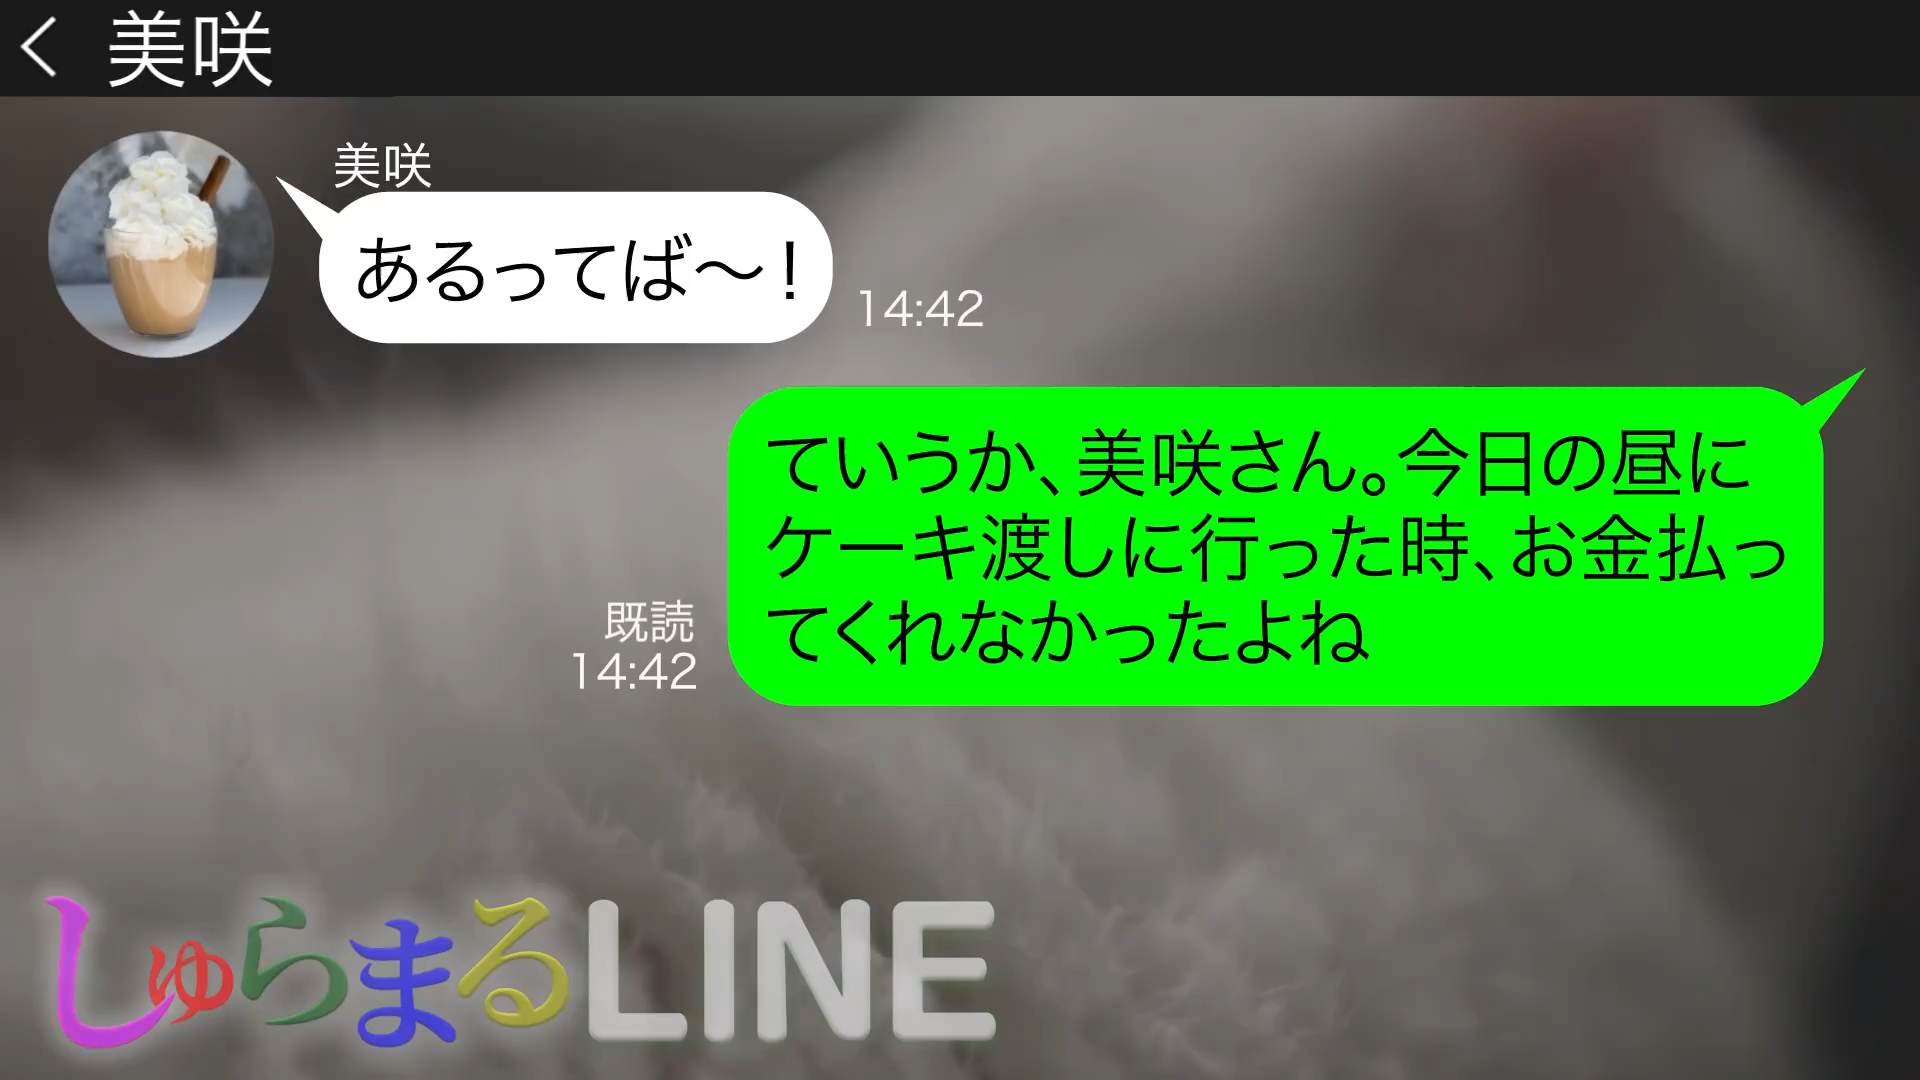 美咲
美咲
あるってば〜！
14:42
ていうか、美咲さん。今日の昼に
ケーキ渡しに行った時、お金払っ
てくれなかったよね
既読
14:42
しゅらまるLINE